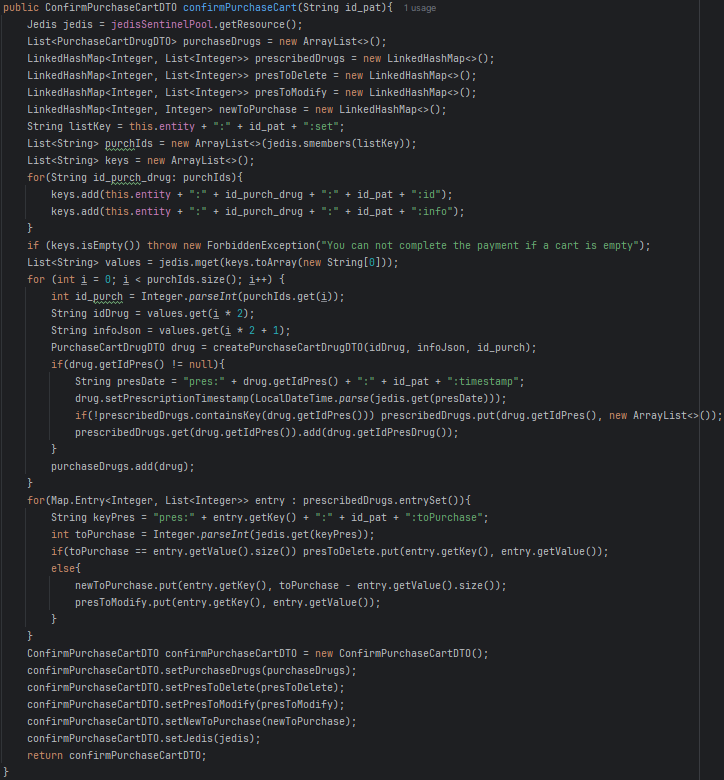 public ConfirmPurchaseCartDTO confirmPurchaseCart(String id_pat){ 1 usage
    Jedis jedis = jedisSentinelPool.getResource();
    List<PurchaseCartDrugDTO> purchaseDrugs = new ArrayList<>();
    LinkedHashMap<Integer, List<Integer>> prescribedDrugs = new LinkedHashMap<>();
    LinkedHashMap<Integer, List<Integer>> presToDelete = new LinkedHashMap<>();
    LinkedHashMap<Integer, List<Integer>> presToModify = new LinkedHashMap<>();
    LinkedHashMap<Integer, Integer> newToPurchase = new LinkedHashMap<>();
    String listKey = this.entity + ":" + id_pat + ":set";
    List<String> purchIds = new ArrayList<>(jedis.smembers(listKey));
    List<String> keys = new ArrayList<>();
    for(String id_purch_drug: purchIds){
        keys.add(this.entity + ":" + id_purch_drug + ":" + id_pat + ":id");
        keys.add(this.entity + ":" + id_purch_drug + ":" + id_pat + ":info");
    }
    if (keys.isEmpty()) throw new ForbiddenException("You can not complete the payment if a cart is empty");
    List<String> values = jedis.mget(keys.toArray(new String[0]));
    for (int i = 0; i < purchIds.size(); i++) {
        int id_purch = Integer.parseInt(purchIds.get(i));
        String idDrug = values.get(i * 2);
        String infoJson = values.get(i * 2 + 1);
        PurchaseCartDrugDTO drug = createPurchaseCartDrugDTO(idDrug, infoJson, id_purch);
        if(drug.getIdPres() != null){
            String presDate = "pres:" + drug.getIdPres() + ":" + id_pat + ":timestamp";
            drug.setPrescriptionTimestamp(LocalDateTime.parse(jedis.get(presDate)));
            if(!prescribedDrugs.containsKey(drug.getIdPres())) prescribedDrugs.put(drug.getIdPres(), new ArrayList<>());
            prescribedDrugs.get(drug.getIdPres()).add(drug.getIdPresDrug());
        }
        purchaseDrugs.add(drug);
    }
    for(Map.Entry<Integer, List<Integer>> entry : prescribedDrugs.entrySet()){
        String keyPres = "pres:" + entry.getKey() + ":" + id_pat + ":toPurchase";
        int toPurchase = Integer.parseInt(jedis.get(keyPres));
        if(toPurchase == entry.getValue().size()) presToDelete.put(entry.getKey(), entry.getValue());
        else{
            newToPurchase.put(entry.getKey(), toPurchase - entry.getValue().size());
            presToModify.put(entry.getKey(), entry.getValue());
        }
    }
    ConfirmPurchaseCartDTO confirmPurchaseCartDTO = new ConfirmPurchaseCartDTO();
    confirmPurchaseCartDTO.setPurchaseDrugs(purchaseDrugs);
    confirmPurchaseCartDTO.setPresToDelete(presToDelete);
    confirmPurchaseCartDTO.setPresToModify(presToModify);
    confirmPurchaseCartDTO.setNewToPurchase(newToPurchase);
    confirmPurchaseCartDTO.setJedis(jedis);
    return confirmPurchaseCartDTO;
}